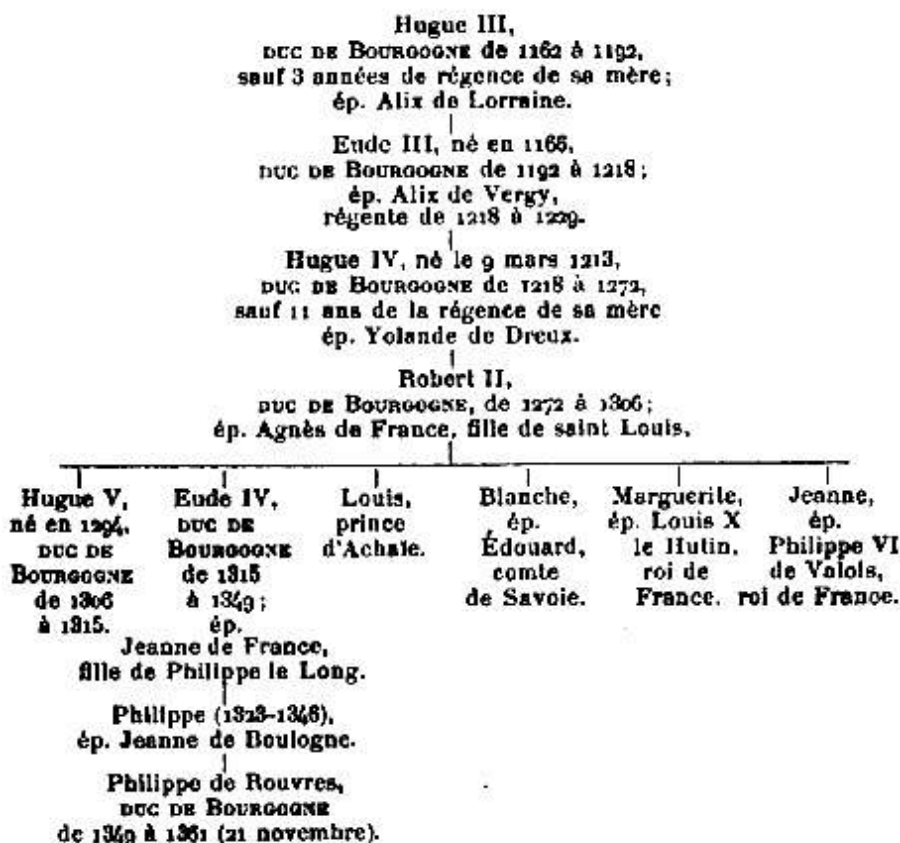 Hugue III,
DUC DE BOURGOGNE de 1162 à 1192,
sauf 3 années de régence de sa mère;
ép. Alix de Lorraine.
Eude III, né en 1166,
DUC DE BOURGOGNE de 1192 à 1218;
ép. Alix de Vergy,
régente de 1218 à 1229.
Hugue IV, né le 9 mars 1213,
DUC DE BOURGOGNE de 1218 à 1272,
sauf 11 ans de la régence de sa mère
ép. Yolande de Dreux.
Robert II,
DUC DE BOURGOGNE, de 1272 à 1306;
ép. Agnès de France, fille de saint Louis.
Hugue V,
né en 1294,
DUC DE
BOURGOGNE
de 1306
à 1315.
Eude IV,
DUC DE
BOURGOGNE
de 1315
à 1349;
ép.
Jeanne de France,
fille de Philippe le Long.
Louis,
prince
d'Achaïe.
Blanche,
ép.
Édouard,
comte
de Savoie.
Marguerite,
ép. Louis X
le Hutin,
roi de
France.
Jeanne,
ép.
Philippe VI
de Valois,
roi de France.
Philippe (1323-1346),
ép. Jeanne de Boulogne.
Philippe de Rouvres,
DUC DE BOURGOGNE
de 1349 à 1361 (21 novembre).